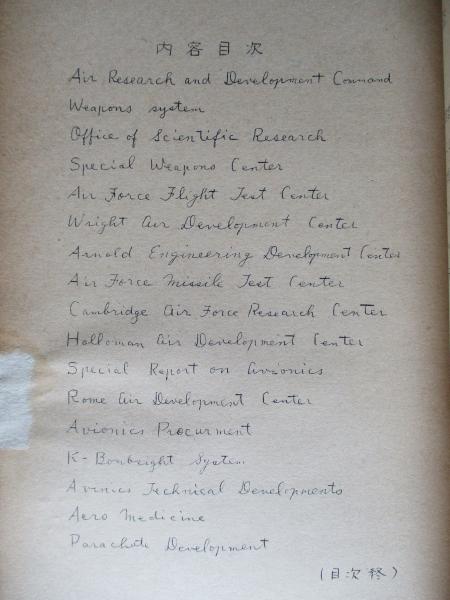 内容目次
Air Research and Development Command
Weapons system
Office of Scientific Research
Special Weapons Center
Air Force Flight Test Center
Wright Air Development Center
Arnold Engineering Development Center
Air Force Missile Test Center
Cambridge Air Force Research Center
Holloman Air Development Center
Special Report on Avionics
Rome Air Development Center
Avionics Procurment
K-Bombsight System
Avinics Technical Developments
Aero Medicine
Parachute Development
(目次終)